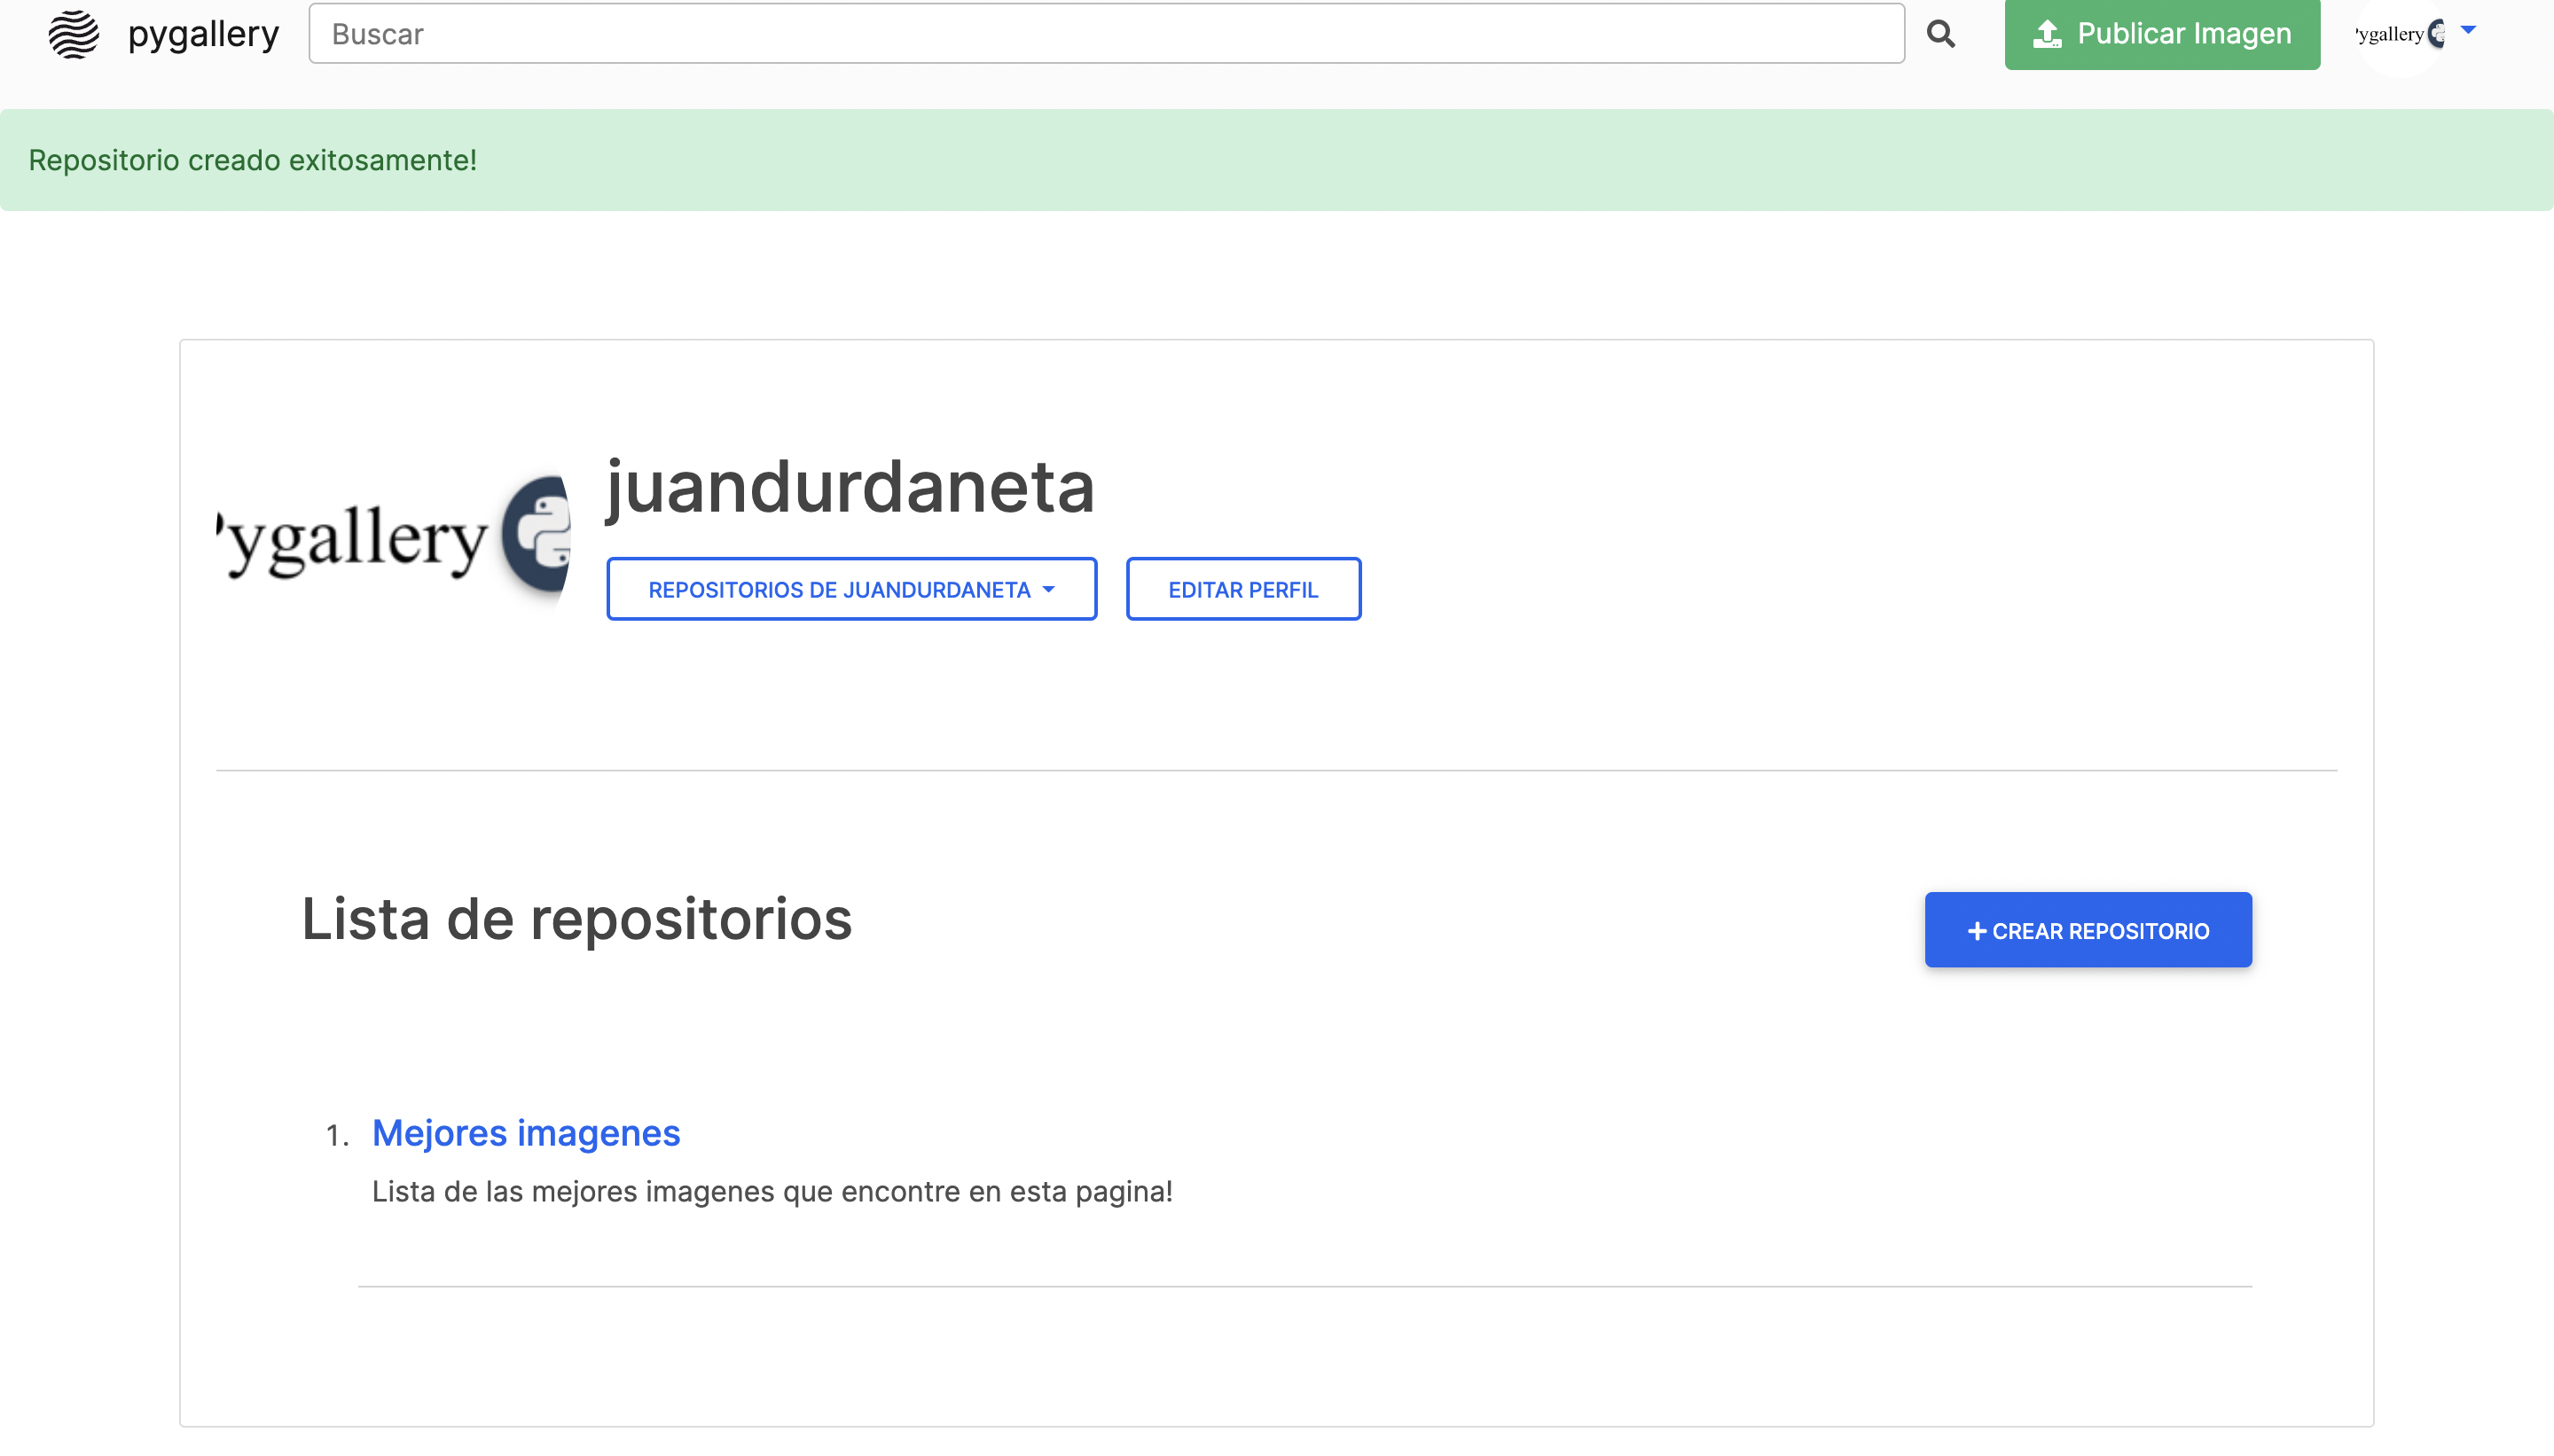 pygallery
Buscar
Publicar Imagen
ygallery
Repositorio creado exitosamente!
ygallery
juandurdaneta
REPOSITORIOS DE JUANDURDANETA
EDITAR PERFIL
Lista de repositorios
+ CREAR REPOSITORIO
1. Mejores imagenes
Lista de las mejores imagenes que encontre en esta pagina!